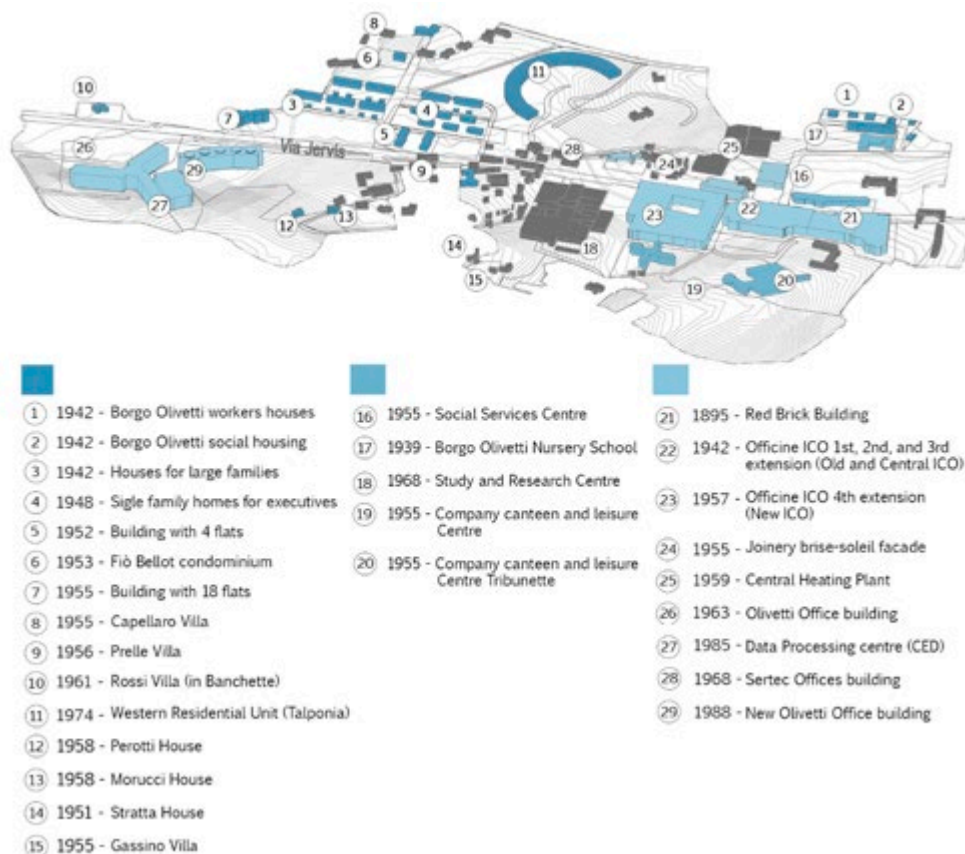 8
6
11
10
1
2
7
3
4
17
5
28
25
26
Via Jervis
24
16
29
9
27
23
22
21
12
13
18
14
15
19
20
1 1942 - Borgo Olivetti workers houses
2 1942 - Borgo Olivetti social housing
3 1942 - Houses for large families
4 1948 - Sigle family homes for executives
5 1952 - Building with 4 flats
6 1953 - Fiò Bellot condominium
7 1955 - Building with 18 flats
8 1955 - Capellaro Villa
9 1956 - Prelle Villa
10 1961 - Rossi Villa (in Banchette)
11 1974 - Western Residential Unit (Talponia)
12 1958 - Perotti House
13 1958 - Morucci House
14 1951 - Stratta House
15 1955 - Gassino Villa
16 1955 - Social Services Centre
17 1939 - Borgo Olivetti Nursery School
18 1968 - Study and Research Centre
19 1955 - Company canteen and leisure
Centre
20 1955 - Company canteen and leisure
Centre Tribunette
21 1895 - Red Brick Building
22 1942 - Officine ICO 1st, 2nd, and 3rd
extension (Old and Central ICO)
23 1957 - Officine ICO 4th extension
(New ICO)
24 1955 - Joinery brise-soleil facade
25 1959 - Central Heating Plant
26 1963 - Olivetti Office building
27 1985 - Data Processing centre (CED)
28 1968 - Sertec Offices building
29 1988 - New Olivetti Office building